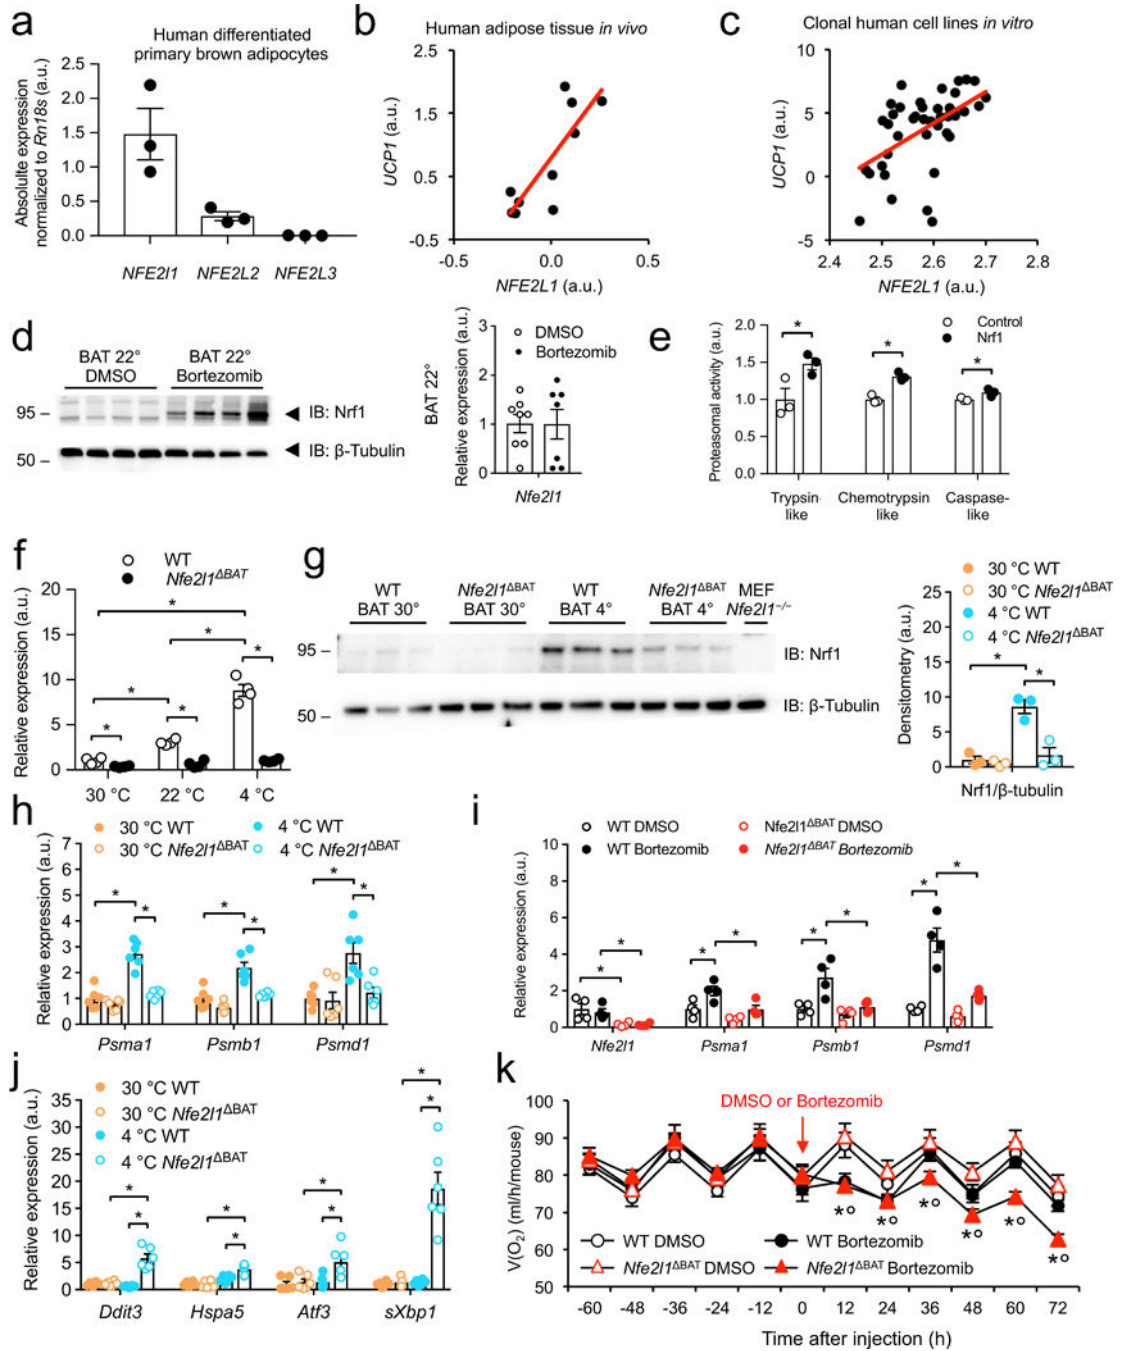 a
Human differentiated
primary brown adipocytes
Absolulte expression
normalized to Rn18s (a.u.)
2.5
2.0
1.5
1.0
0.5
0.0
NFE2l1 NFE2L2 NFE2L3
b
Human adipose tissue in vivo
UCP1 (a.u.)
2.5
1.5
0.5
-0.5
-0.5 0.0 0.5
NFE2L1 (a.u.)
c
Clonal human cell lines in vitro
UCP1 (a.u.)
10
5
0
-5
2.4 2.5 2.6 2.7 2.8
NFE2L1 (a.u.)
d
BAT 22° BAT 22°
DMSO Bortezomib
95 – IB: Nrf1
50 – IB: β-Tubulin
BAT 22°
Relative expression (a.u.)
3
2
1
0
DMSO
Bortezomib
Nfe2l1
e
Proteasomal activity (a.u.)
2.0
1.5
1.0
0.5
0.0
Control
Nrf1
* * *
Trypsin Chemotrypsin Caspase-
like like like
f
WT
Nfe2l1ΔBAT
Relative expression (a.u.)
20
15
10
5
0
* * * * * *
30 °C 22 °C 4 °C
g
WT Nfe2l1ΔBAT WT Nfe2l1ΔBAT MEF
BAT 30° BAT 30° BAT 4° BAT 4° Nfe2l1–/–
95 – IB: Nrf1
50 – IB: β-Tubulin
30 °C WT
30 °C Nfe2l1ΔBAT
4 °C WT
4 °C Nfe2l1ΔBAT
Densitometry (a.u.)
25
20
15
10
5
0
* *
Nrf1/β-tubulin
h
30 °C WT 4 °C WT
30 °C Nfe2l1ΔBAT 4 °C Nfe2l1ΔBAT
Relative expression (a.u.)
7
6
5
4
3
2
1
0
* * * * * *
Psma1 Psmb1 Psmd1
i
WT DMSO Nfe2l1ΔBAT DMSO
WT Bortezomib Nfe2l1ΔBAT Bortezomib
Relative expression (a.u.)
10
8
6
4
2
0
* * * * * * * *
Nfe2l1 Psma1 Psmb1 Psmd1
j
30 °C WT
30 °C Nfe2l1ΔBAT
4 °C WT
4 °C Nfe2l1ΔBAT
Relative expression (a.u.)
35
30
25
20
15
10
5
0
* * * * * * * *
Ddit3 Hspa5 Atf3 sXbp1
k
DMSO or Bortezomib
V(O2) (ml/h/mouse)
100
90
80
70
60
50
*° *° *° *° *° *°
WT DMSO WT Bortezomib
Nfe2l1ΔBAT DMSO Nfe2l1ΔBAT Bortezomib
-60 -48 -36 -24 -12 0 12 24 36 48 60 72
Time after injection (h)